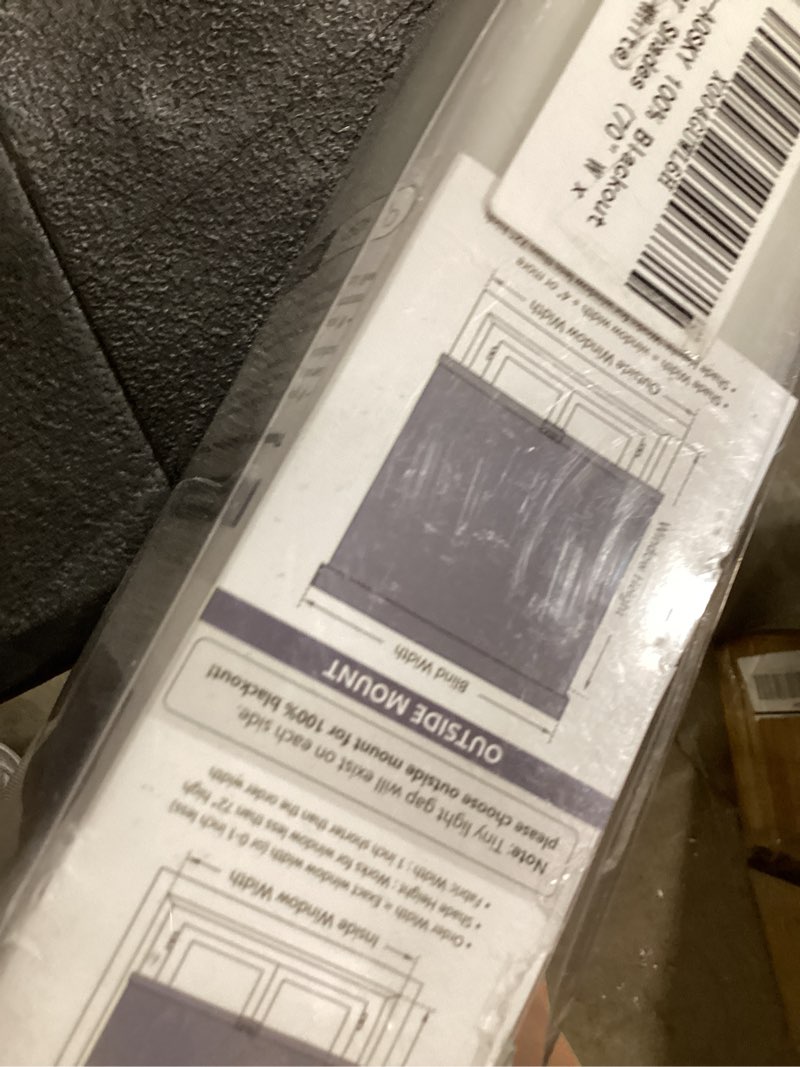 Inside Window Width
• Order Width = Exact window width (or 0-1 inch less)
• Shade Height : Works for window less than 72" high
• Fabric Width : 1 inch shorter than the order width
Note: Tiny light gap will exist on each side,
please choose outside mount for 100% blackout!
OUTSIDE MOUNT
Blind Width
Window Height
Outside Window Width
• Shade Width = window width + 4" or more
-40SKY 100% Blackout
Shades (70" W x
White)